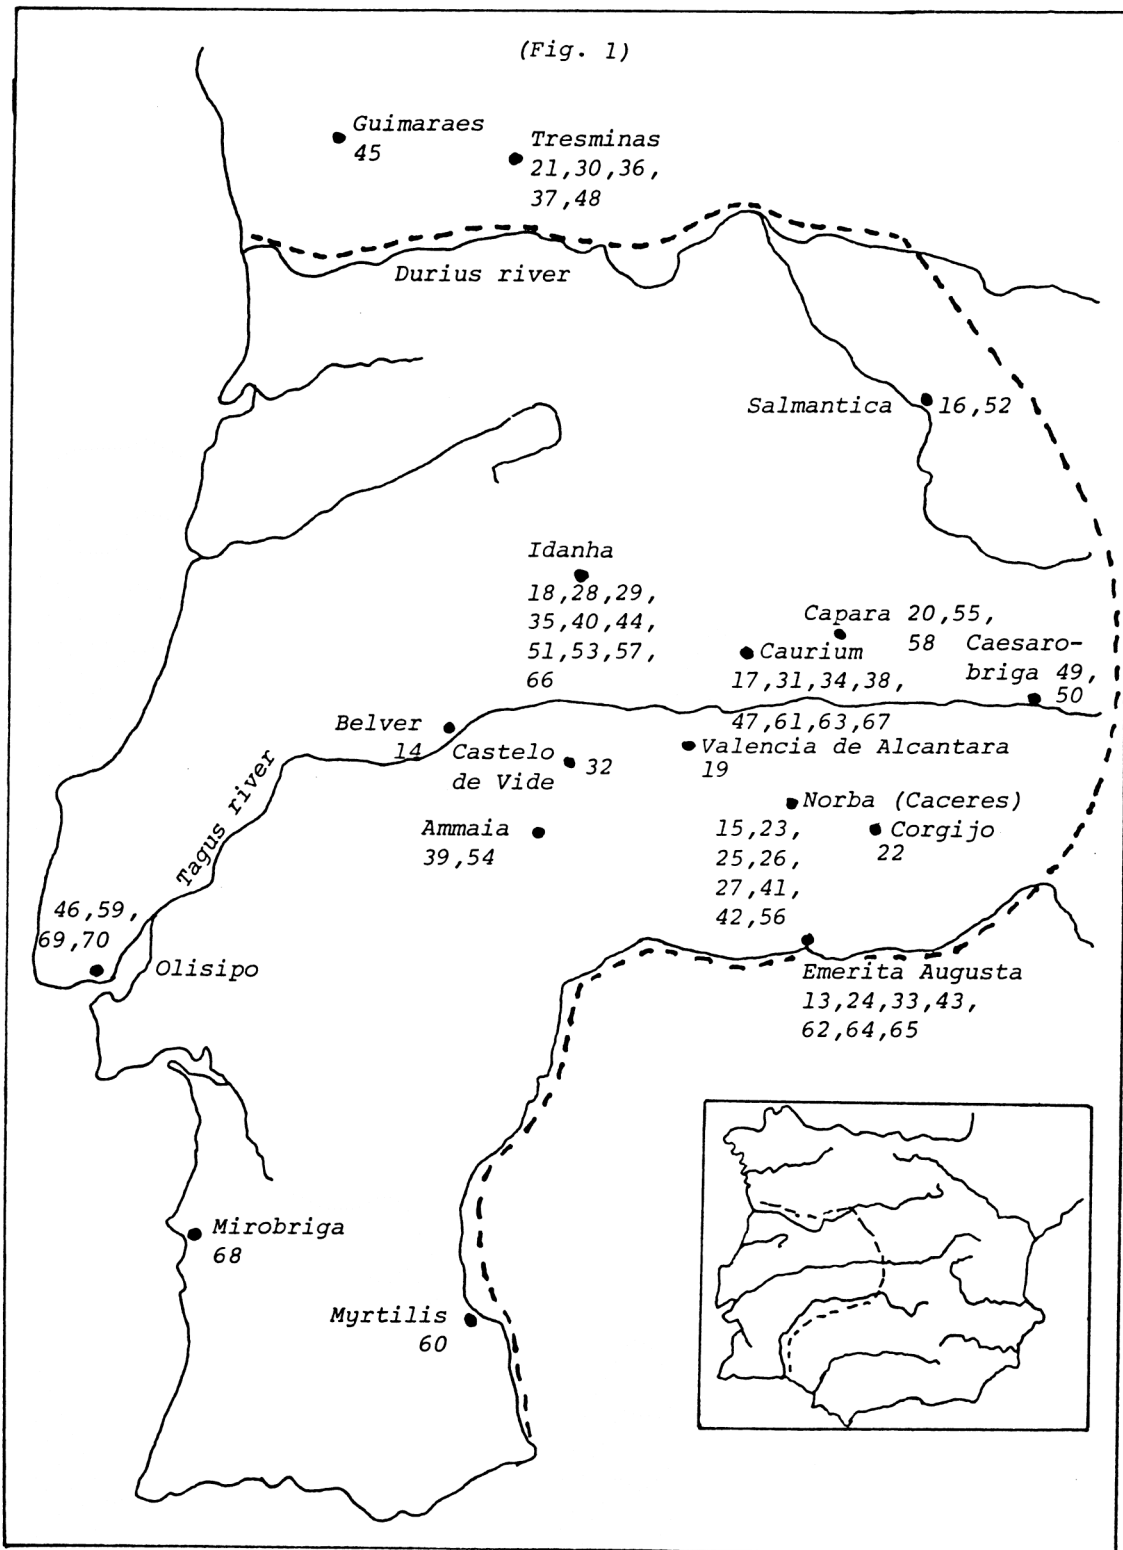 (Fig. 1)
Guimaraes
45
Tresminas
21,30,36,
37,48
Durius river
Salmantica
16,52
Idanha
18,28,29,
35,40,44,
51,53,57,
66
Capara 20,55,
58
Caesaro-
briga 49,
50
Caurium
17,31,34,38,
47,61,63,67
Belver
14
Castelo
de Vide
32
Valencia de Alcantara
19
Tagus river
Ammaia
39,54
Norba (Caceres)
15,23,
25,26,
27,41,
42,56
Corgijo
22
46,59,
69,70
Olisipo
Emerita Augusta
13,24,33,43,
62,64,65
Mirobriga
68
Myrtilis
60